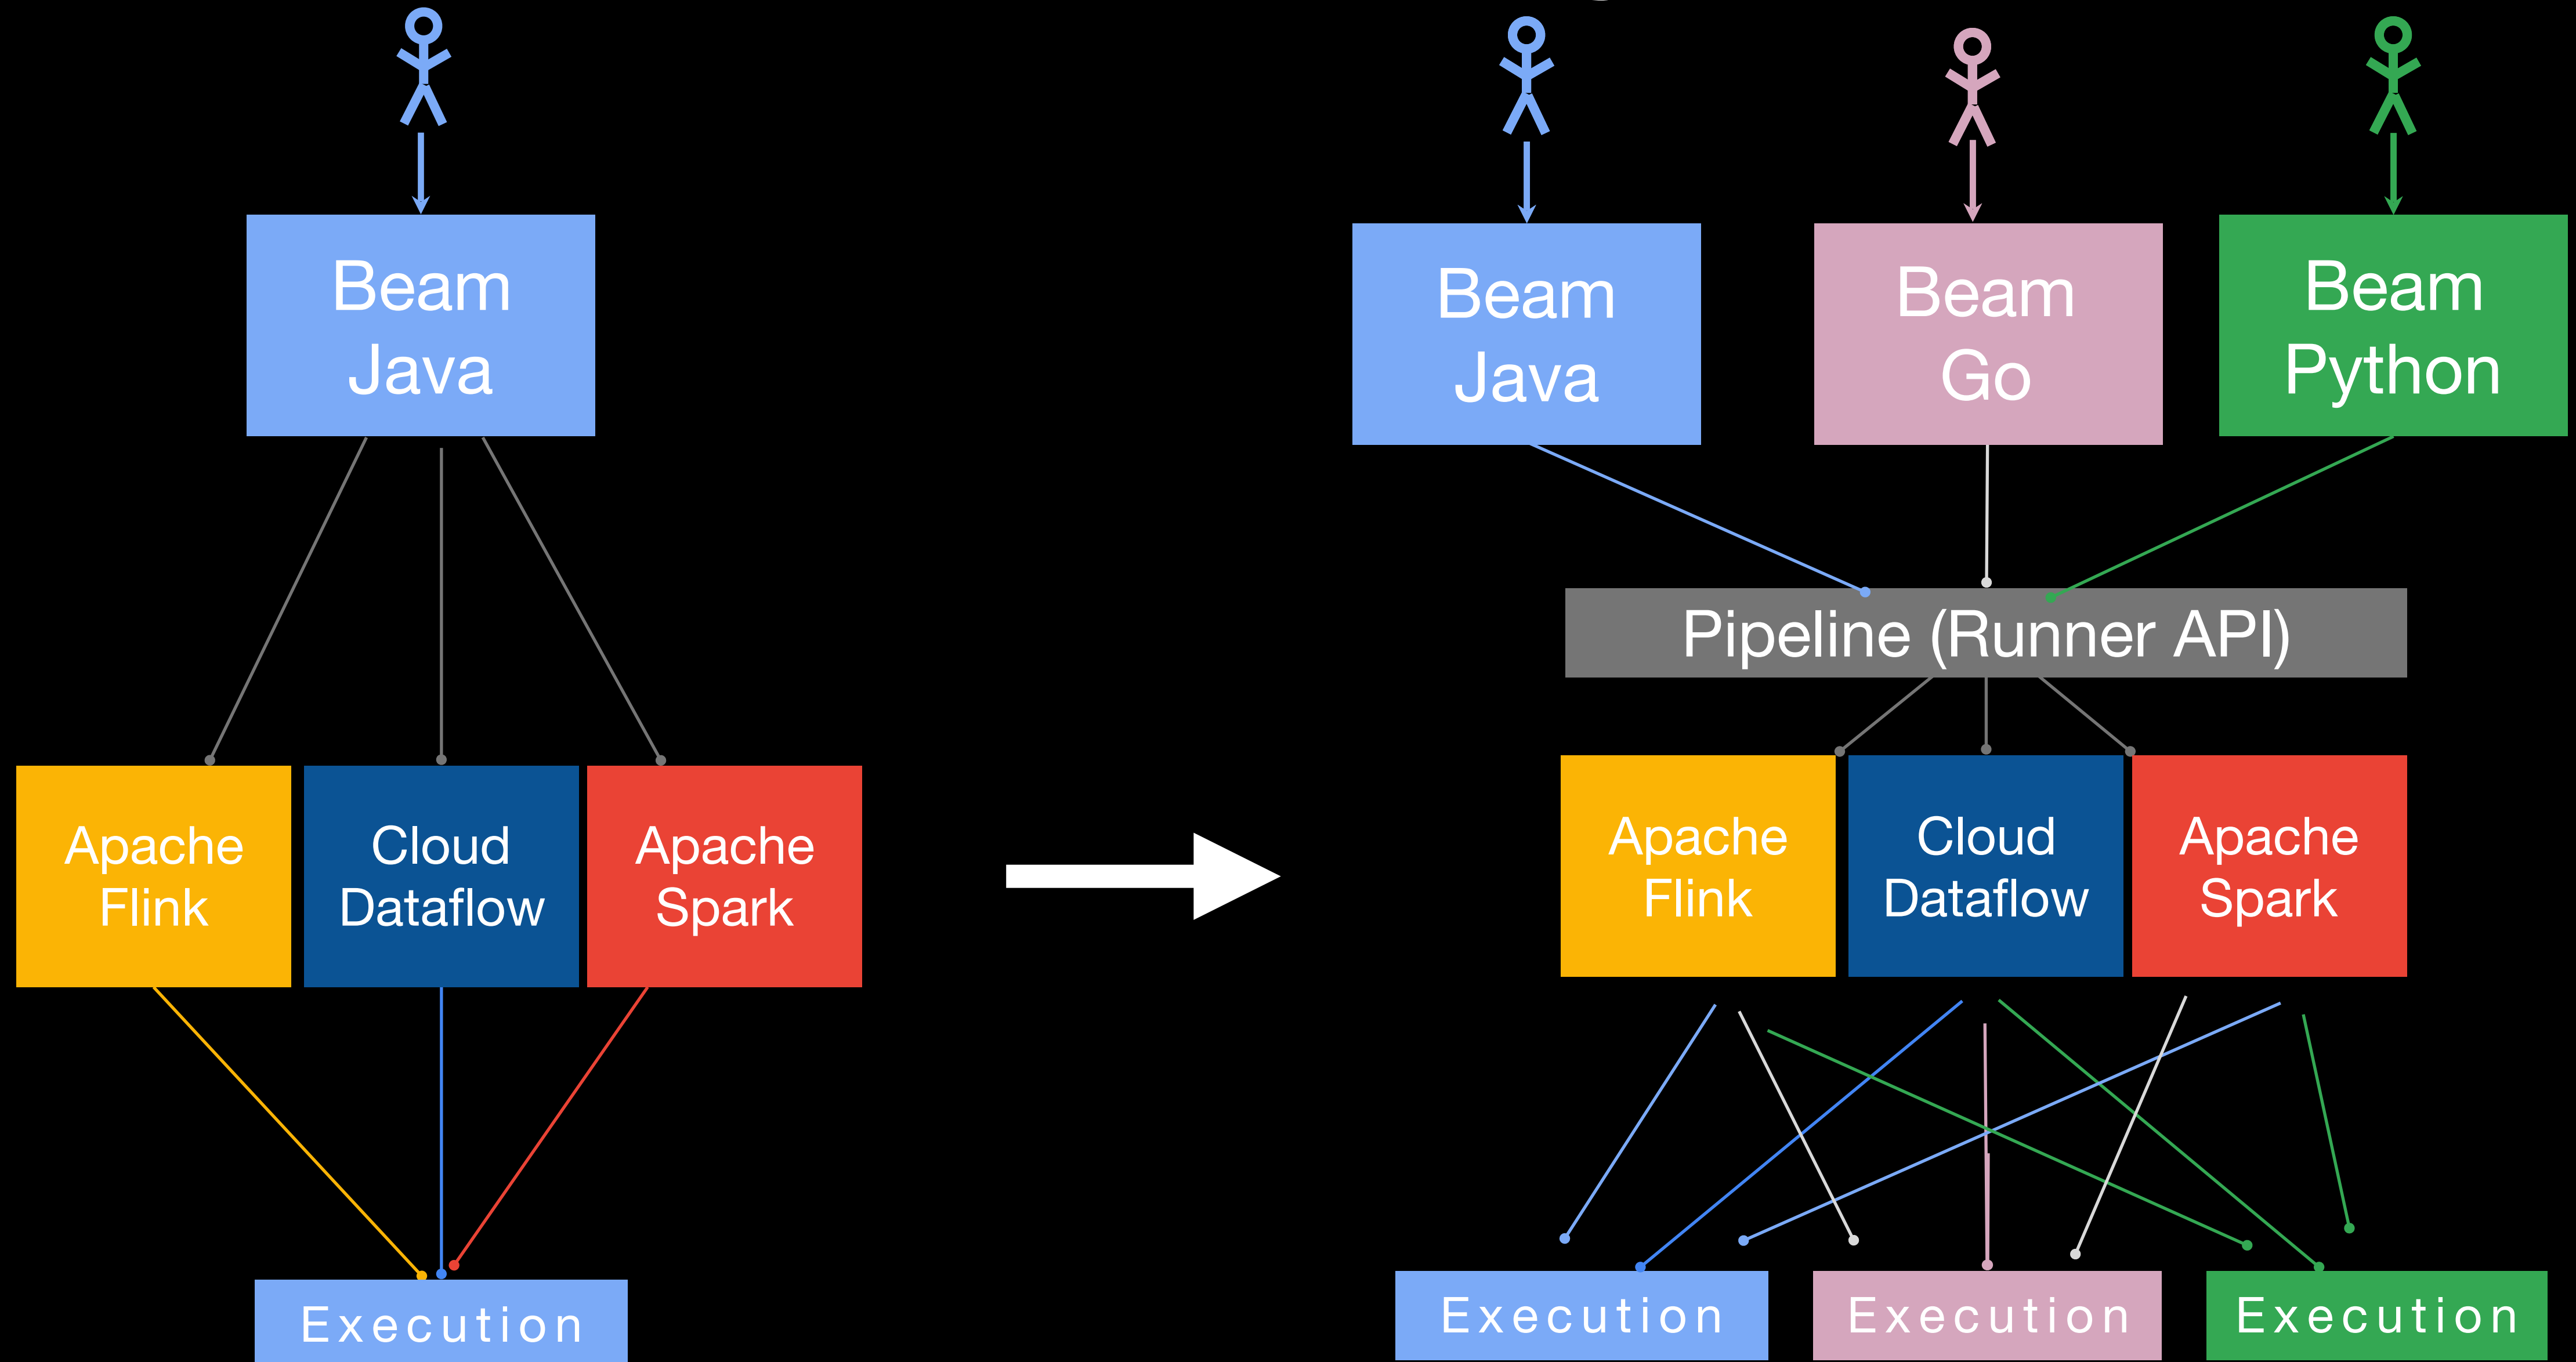 Beam
Java
Apache
Flink
Cloud
Dataflow
Apache
Spark
Execution
Beam
Java
Beam
Go
Beam
Python
Pipeline (Runner API)
Apache
Flink
Cloud
Dataflow
Apache
Spark
Execution
Execution
Execution